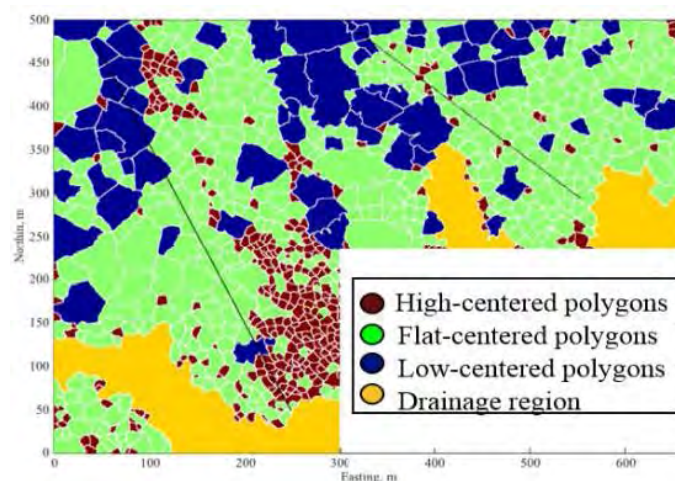 500
450
400
350
300
250
200
150
100
50
0
Northin, m
High-centered polygons
Flat-centered polygons
Low-centered polygons
Drainage region
0 100 200 300 400 500 600
Easting, m